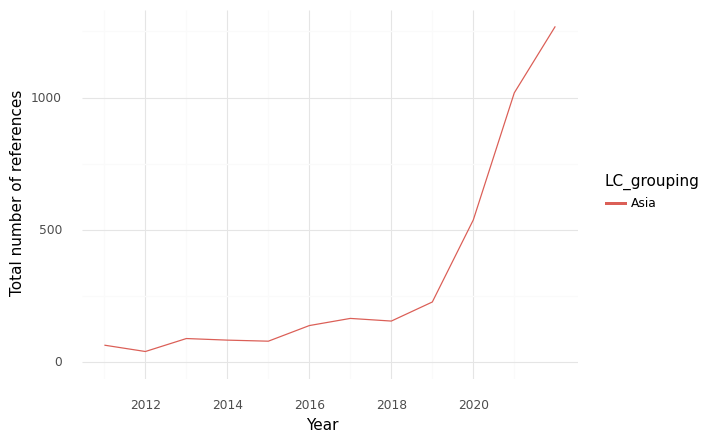 Total number of references
1000
500
0
2012 2014 2016 2018 2020
Year
LC_grouping
Asia